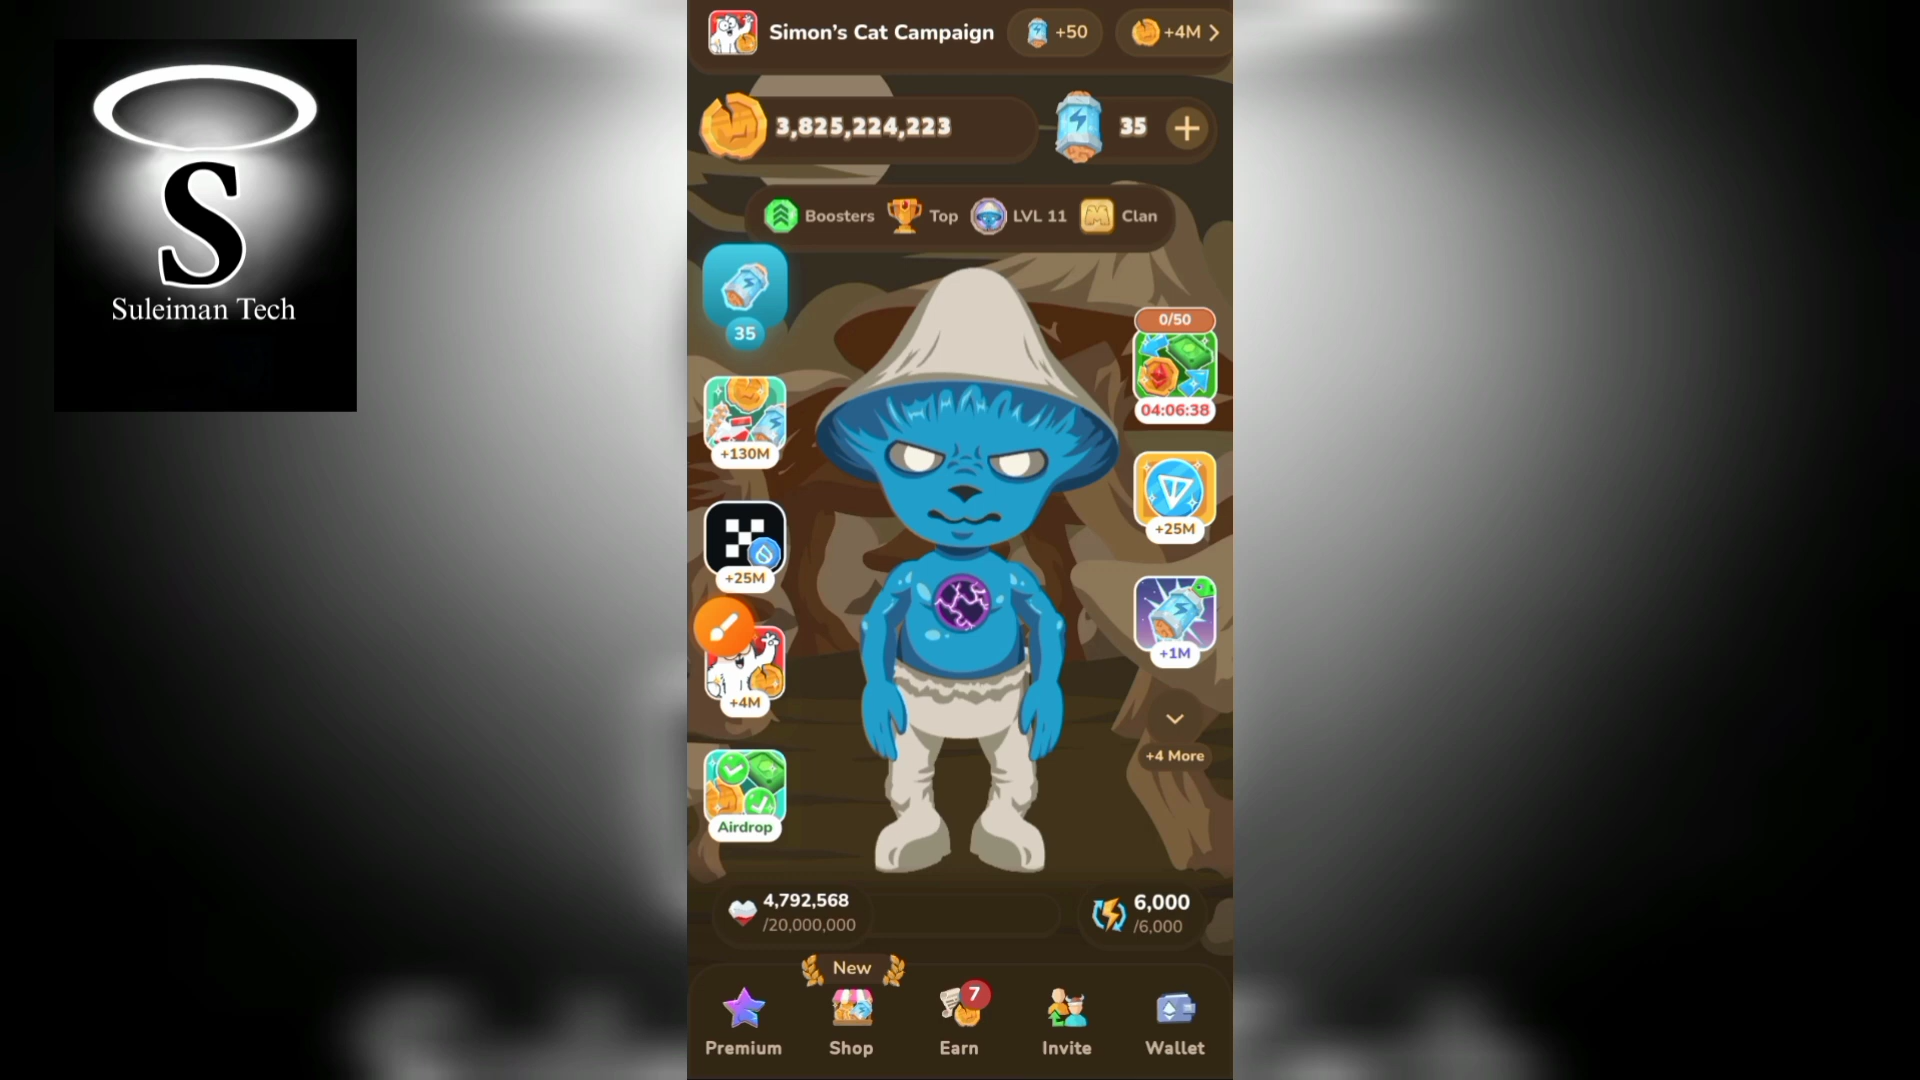 S
Suleiman Tech
Simon's Cat Campaign +50 +4M
3,825,224,223 35
Boosters Top LVL 11 Clan
35
0/50
04:06:38
+130M
+25M
+25M
+1M
+4M
+4 More
Airdrop
4,792,568
/20,000,000
6,000
/6,000
New
7
Premium Shop Earn Invite Wallet